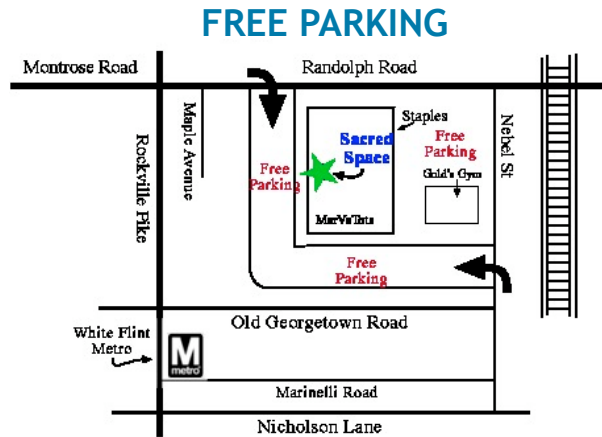 FREE PARKING
Montrose Road
Randolph Road
Maple Avenue
Rockville Pike
Staples
Sacred
Space
Free
Parking
Free
Parking
Gold's Gym
Nebel St
MarVaTots
Free
Parking
Old Georgetown Road
White Flint
Metro
M
metro
Marinelli Road
Nicholson Lane